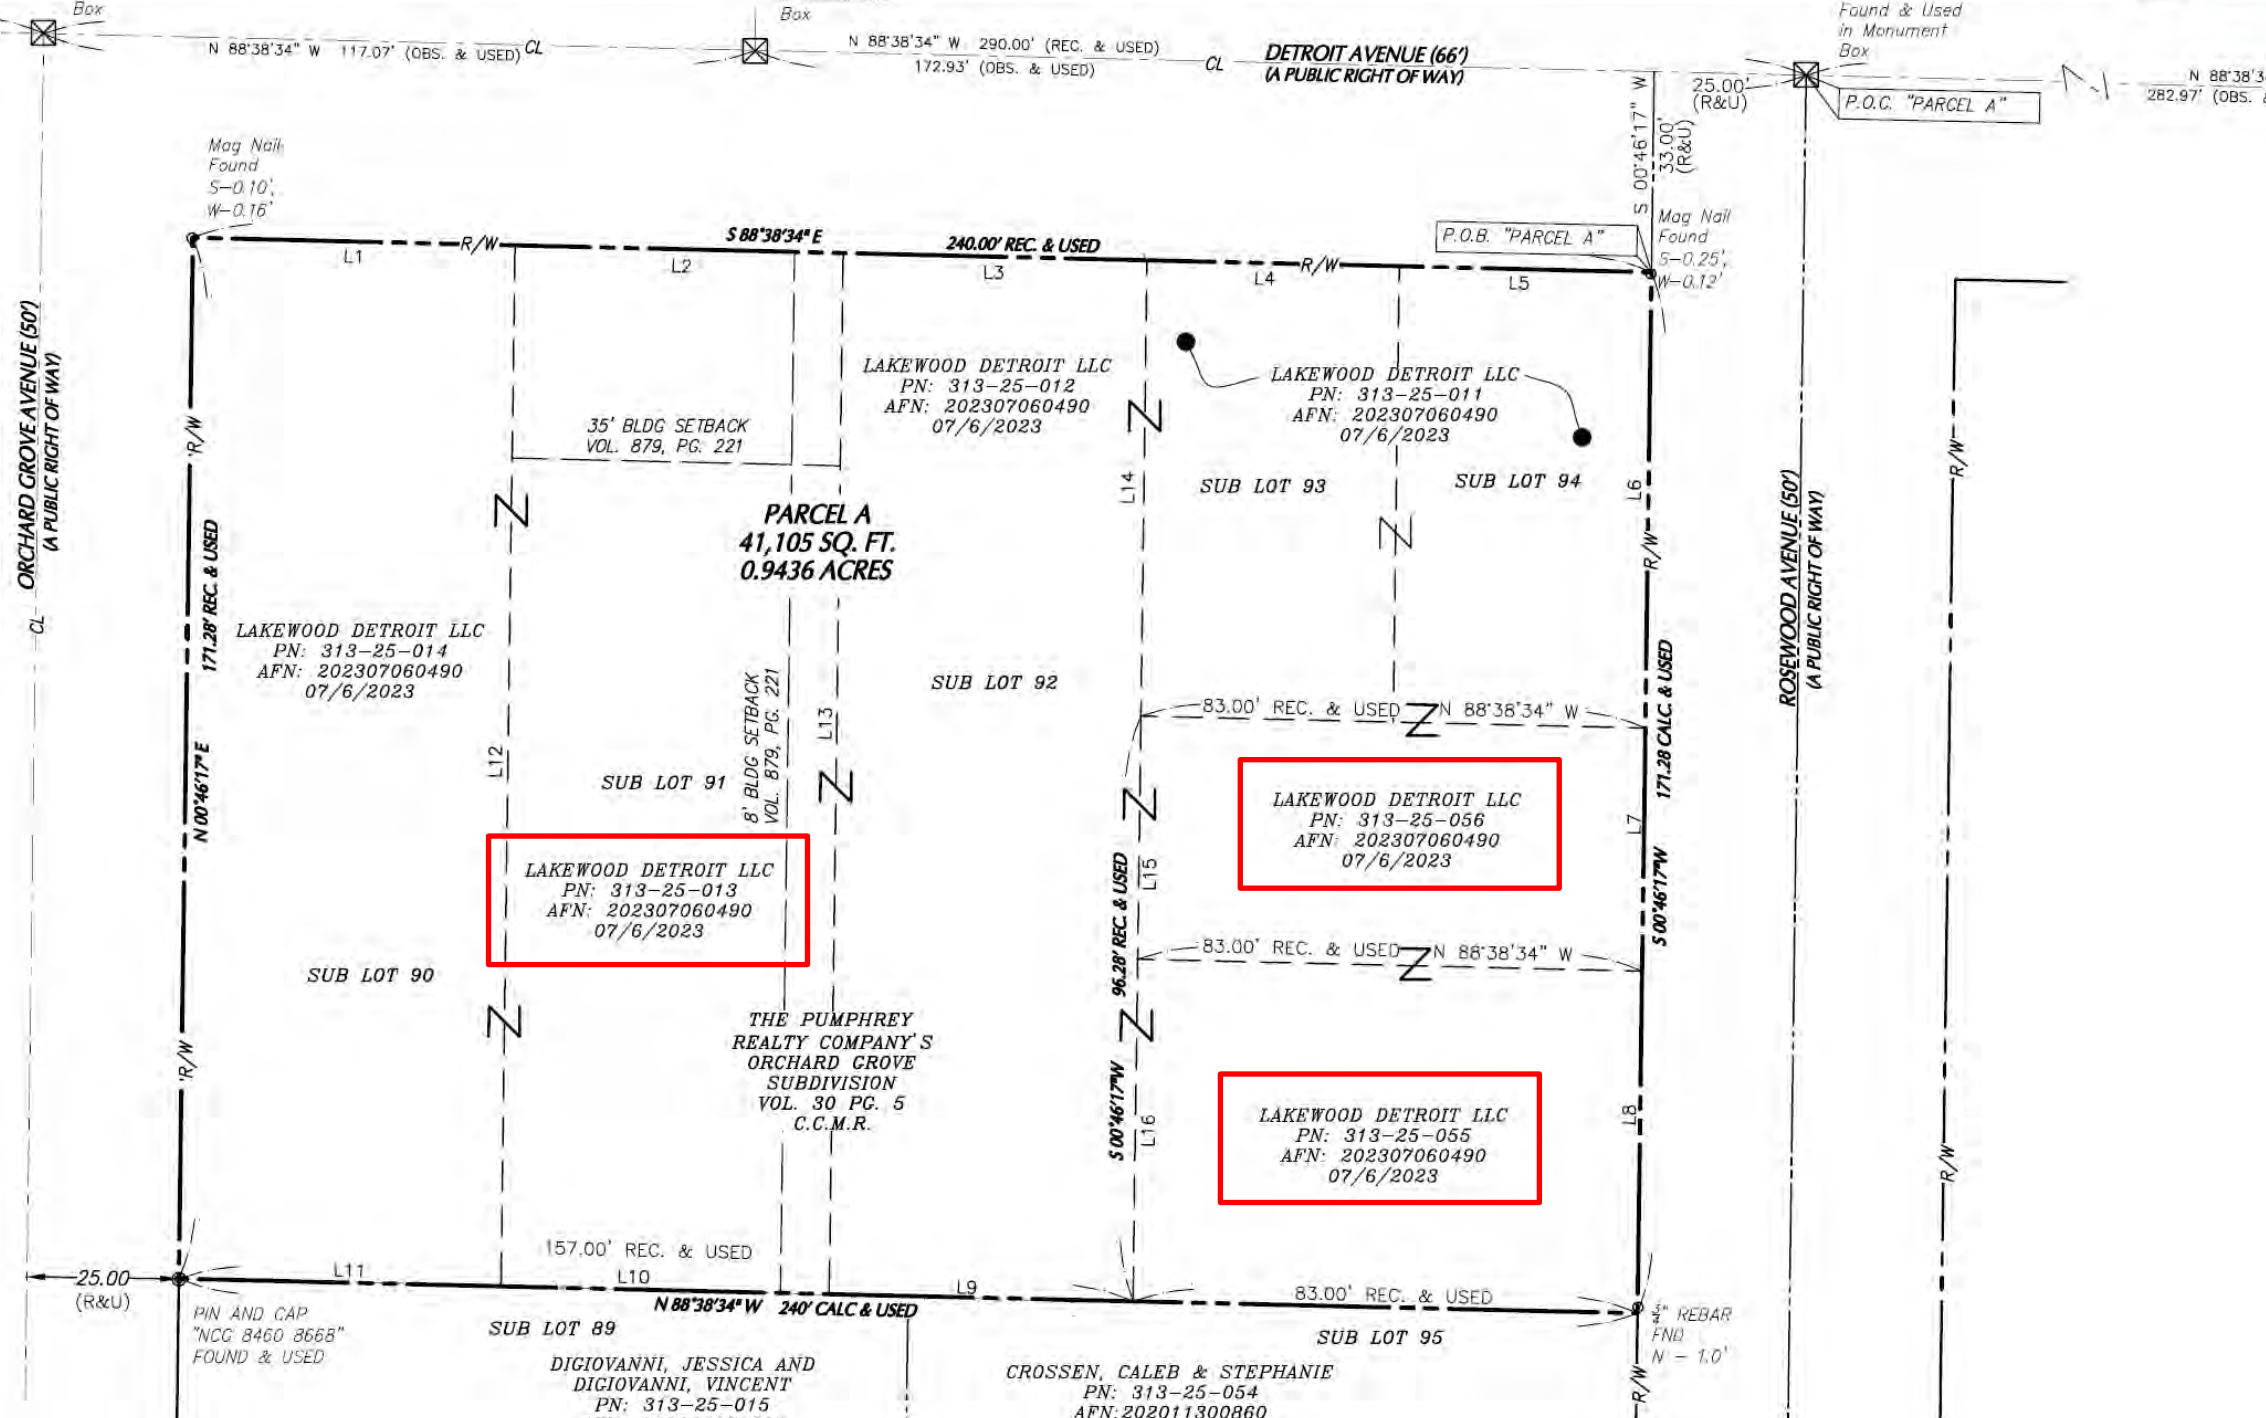 Box
Box
Found & Used
in Monument
Box
N 88°38'34" W 117.07' (OBS. & USED)
CL
N 88°38'34" W 290.00' (REC. & USED)
172.93' (OBS. & USED)
CL
DETROIT AVENUE (66')
(A PUBLIC RIGHT OF WAY)
25.00'
(R&U)
P.O.C. "PARCEL A"
N 88°38'3
282.97' (OBS.
S 00°46'17" W
33.00'
(R&U)
Mag Nail
Found
S-0.10',
W-0.16'
R/W
S 88°38'34" E
240.00' REC. & USED
R/W
P.O.B. "PARCEL A"
Mag Nail
Found
S-0.25',
W-0.12'
L1
L2
L3
L4
L5
ORCHARD GROVE AVENUE (50')
(A PUBLIC RIGHT OF WAY)
CL
R/W
171.28' REC. & USED
N 00°46'17" E
R/W
35' BLDG SETBACK
VOL. 879, PG. 221
LAKEWOOD DETROIT LLC
PN: 313-25-012
AFN: 202307060490
07/6/2023
LAKEWOOD DETROIT LLC
PN: 313-25-011
AFN: 202307060490
07/6/2023
SUB LOT 93
SUB LOT 94
L14
L6
R/W
R/W
PARCEL A
41,105 SQ. FT.
0.9436 ACRES
ROSEWOOD AVENUE (50')
(A PUBLIC RIGHT OF WAY)
LAKEWOOD DETROIT LLC
PN: 313-25-014
AFN: 202307060490
07/6/2023
SUB LOT 92
8' BLDG SETBACK
VOL. 879, PG. 221
L13
L12
SUB LOT 91
83.00' REC. & USED
N 88°38'34" W
171.28 CALC. & USED
S 00°46'17"W
L7
LAKEWOOD DETROIT LLC
PN: 313-25-056
AFN: 202307060490
07/6/2023
LAKEWOOD DETROIT LLC
PN: 313-25-013
AFN: 202307060490
07/6/2023
96.28' REC. & USED
L15
83.00' REC. & USED
N 88°38'34" W
SUB LOT 90
THE PUMPHREY
REALTY COMPANY'S
ORCHARD GROVE
SUBDIVISION
VOL. 30 PG. 5
C.C.M.R.
S 00°46'17"W
L16
LAKEWOOD DETROIT LLC
PN: 313-25-055
AFN: 202307060490
07/6/2023
L8
R/W
157.00' REC. & USED
25.00
(R&U)
L11
L10
L9
83.00' REC. & USED
N 88°38'34" W 240' CALC & USED
PIN AND CAP
"NCG 8460 8668"
FOUND & USED
SUB LOT 89
SUB LOT 95
REBAR
FND
N - 1.0'
DIGIOVANNI, JESSICA AND
DIGIOVANNI, VINCENT
PN: 313-25-015
CROSSEN, CALEB & STEPHANIE
PN: 313-25-054
AFN:202011300860
R/W